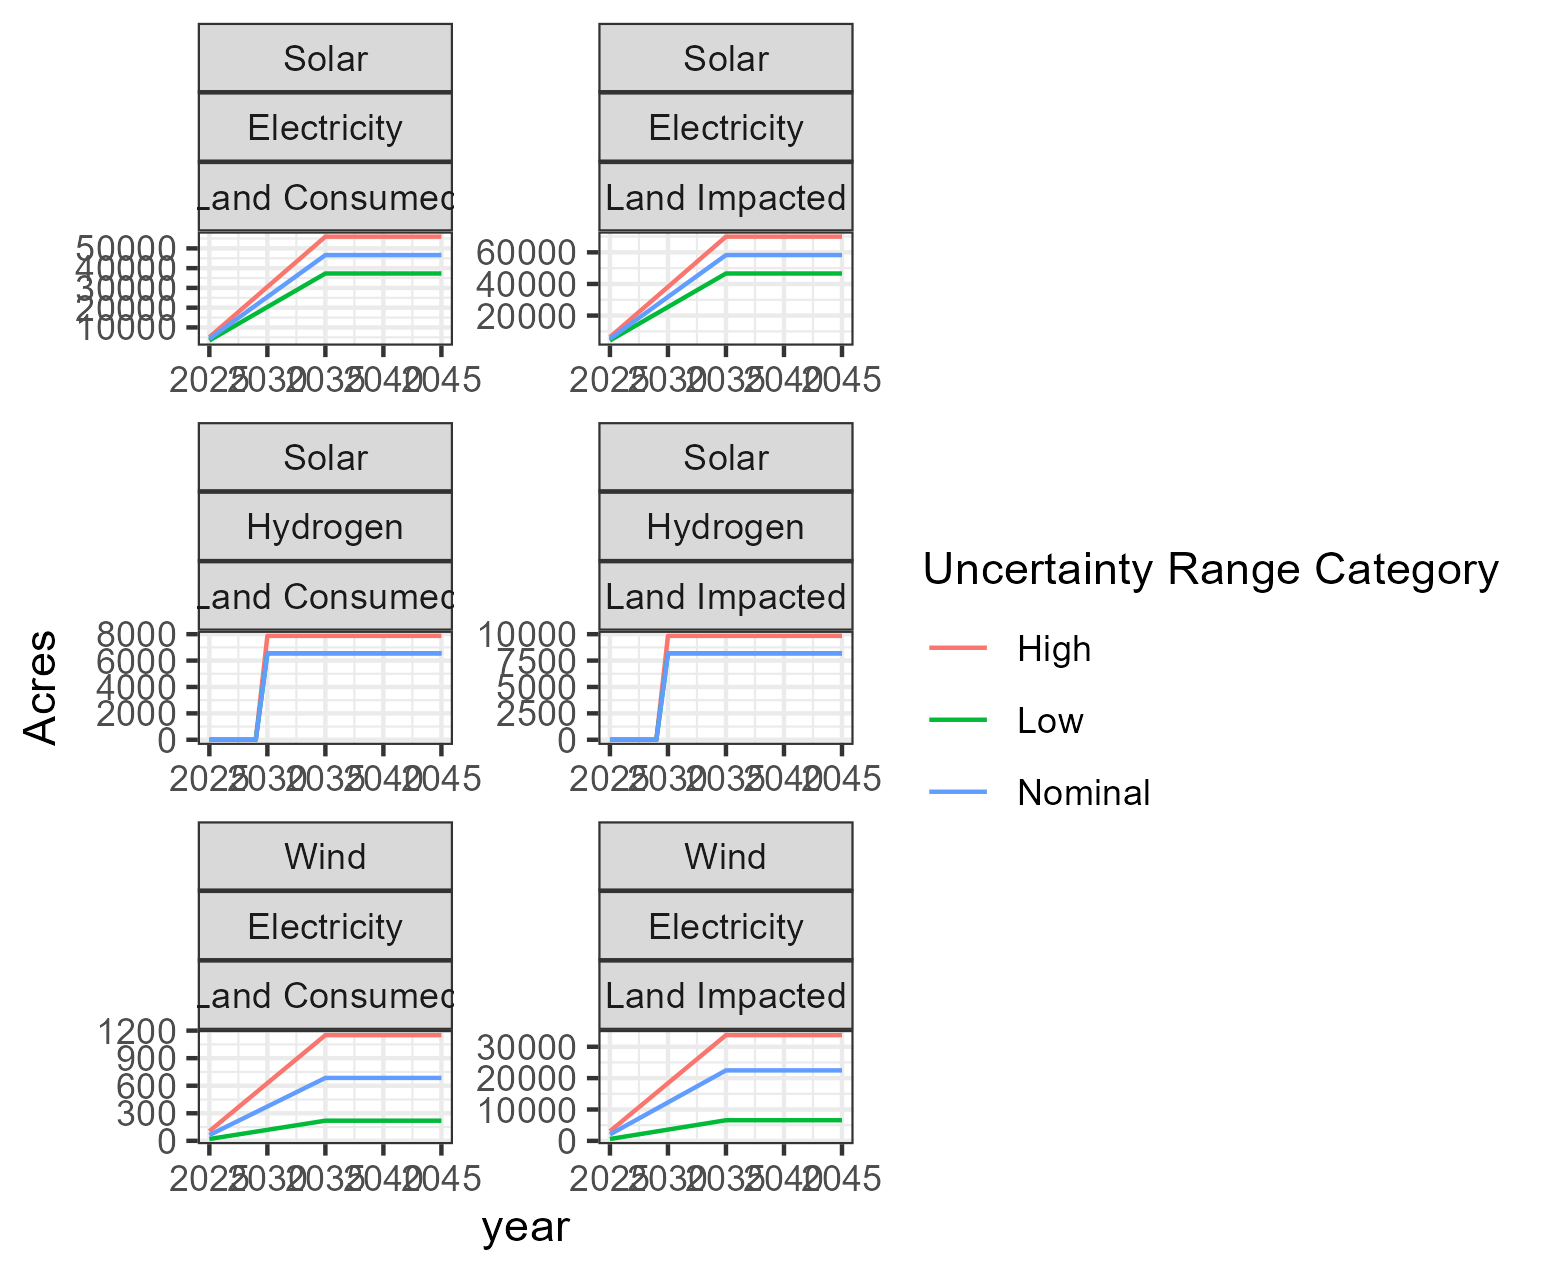 Solar
Electricity
Land Consumed
50000
40000
30000
20000
10000
2025 2030 2035 2040 2045
Solar
Electricity
Land Impacted
60000
40000
20000
2025 2030 2035 2040 2045
Solar
Hydrogen
Land Consumed
8000
6000
4000
2000
0
2025 2030 2035 2040 2045
Solar
Hydrogen
Land Impacted
10000
7500
5000
2500
0
2025 2030 2035 2040 2045
Wind
Electricity
Land Consumed
1200
900
600
300
0
2025 2030 2035 2040 2045
Wind
Electricity
Land Impacted
30000
20000
10000
0
2025 2030 2035 2040 2045
Acres
year
Uncertainty Range Category
High
Low
Nominal